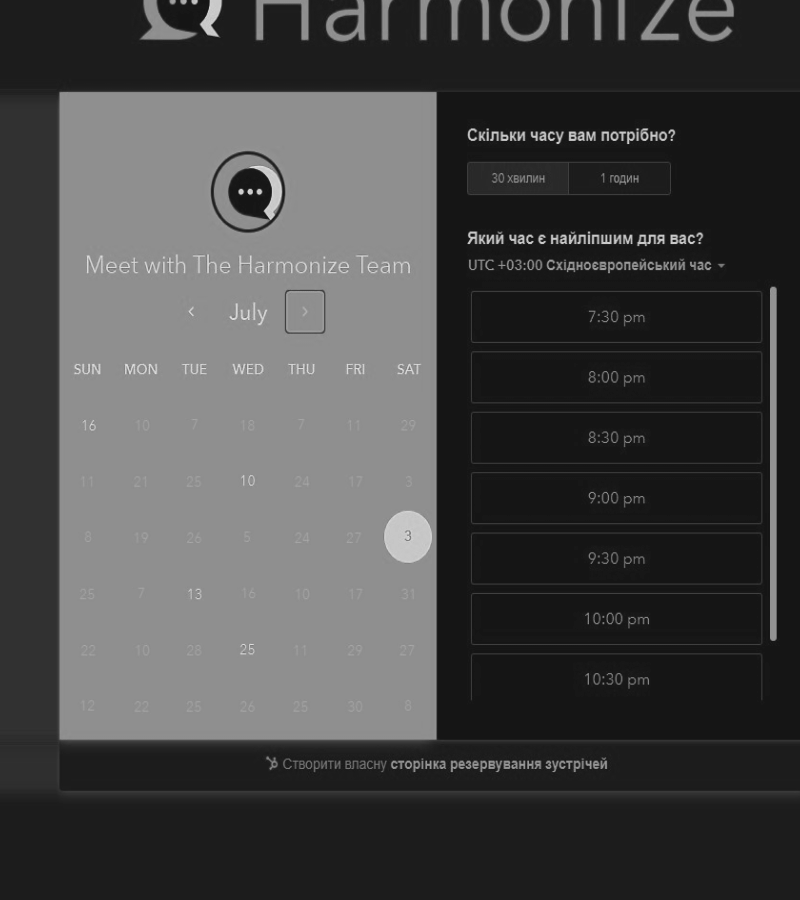 Harmonize
Meet with The Harmonize Team
July
SUN MON TUE WED THU FRI SAT
16 10 7 18 7 11 29
11 21 25 10 24 17 3
8 19 26 5 24 27 3
25 7 13 16 10 17 31
22 10 28 25 11 29 27
12 22 25 26 25 30 8
Скільки часу вам потрібно?
30 хвилин 1 годин
Який час є найліпшим для вас?
UTC +03:00 Східноєвропейський час
7:30 pm
8:00 pm
8:30 pm
9:00 pm
9:30 pm
10:00 pm
10:30 pm
Створити власну сторінка резервування зустрічей